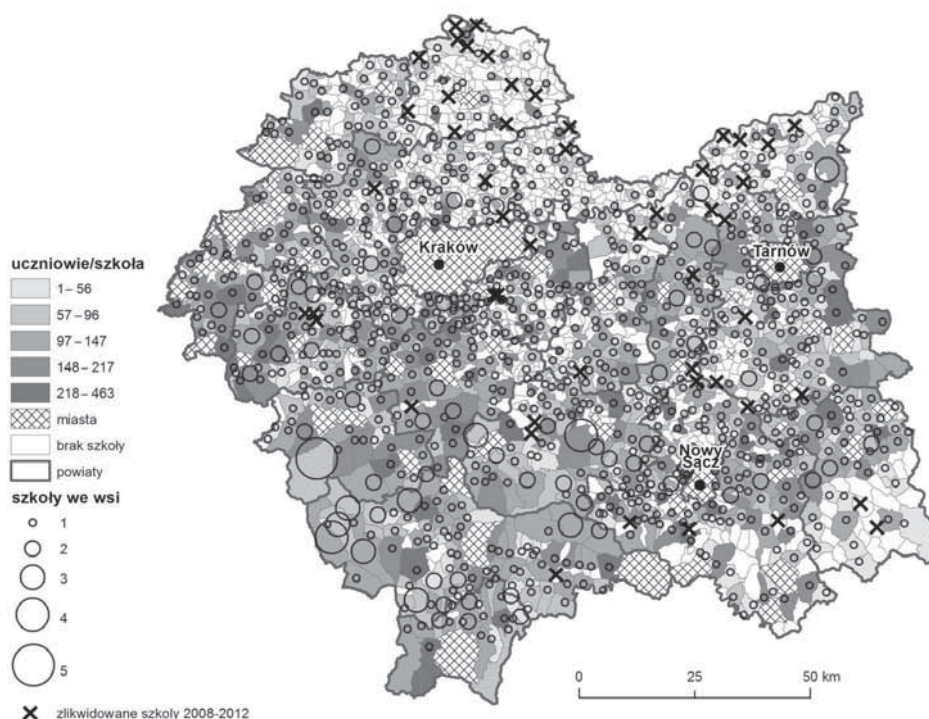 Kraków
Tarnów
Nowy
Sącz
uczniowie/szkoła
1 – 56
57 – 96
97 – 147
148 – 217
218 – 463
miasta
brak szkoły
powiaty
szkoły we wsi
1
2
3
4
5
zlikwidowane szkoły 2008-2012
0 25 50 km